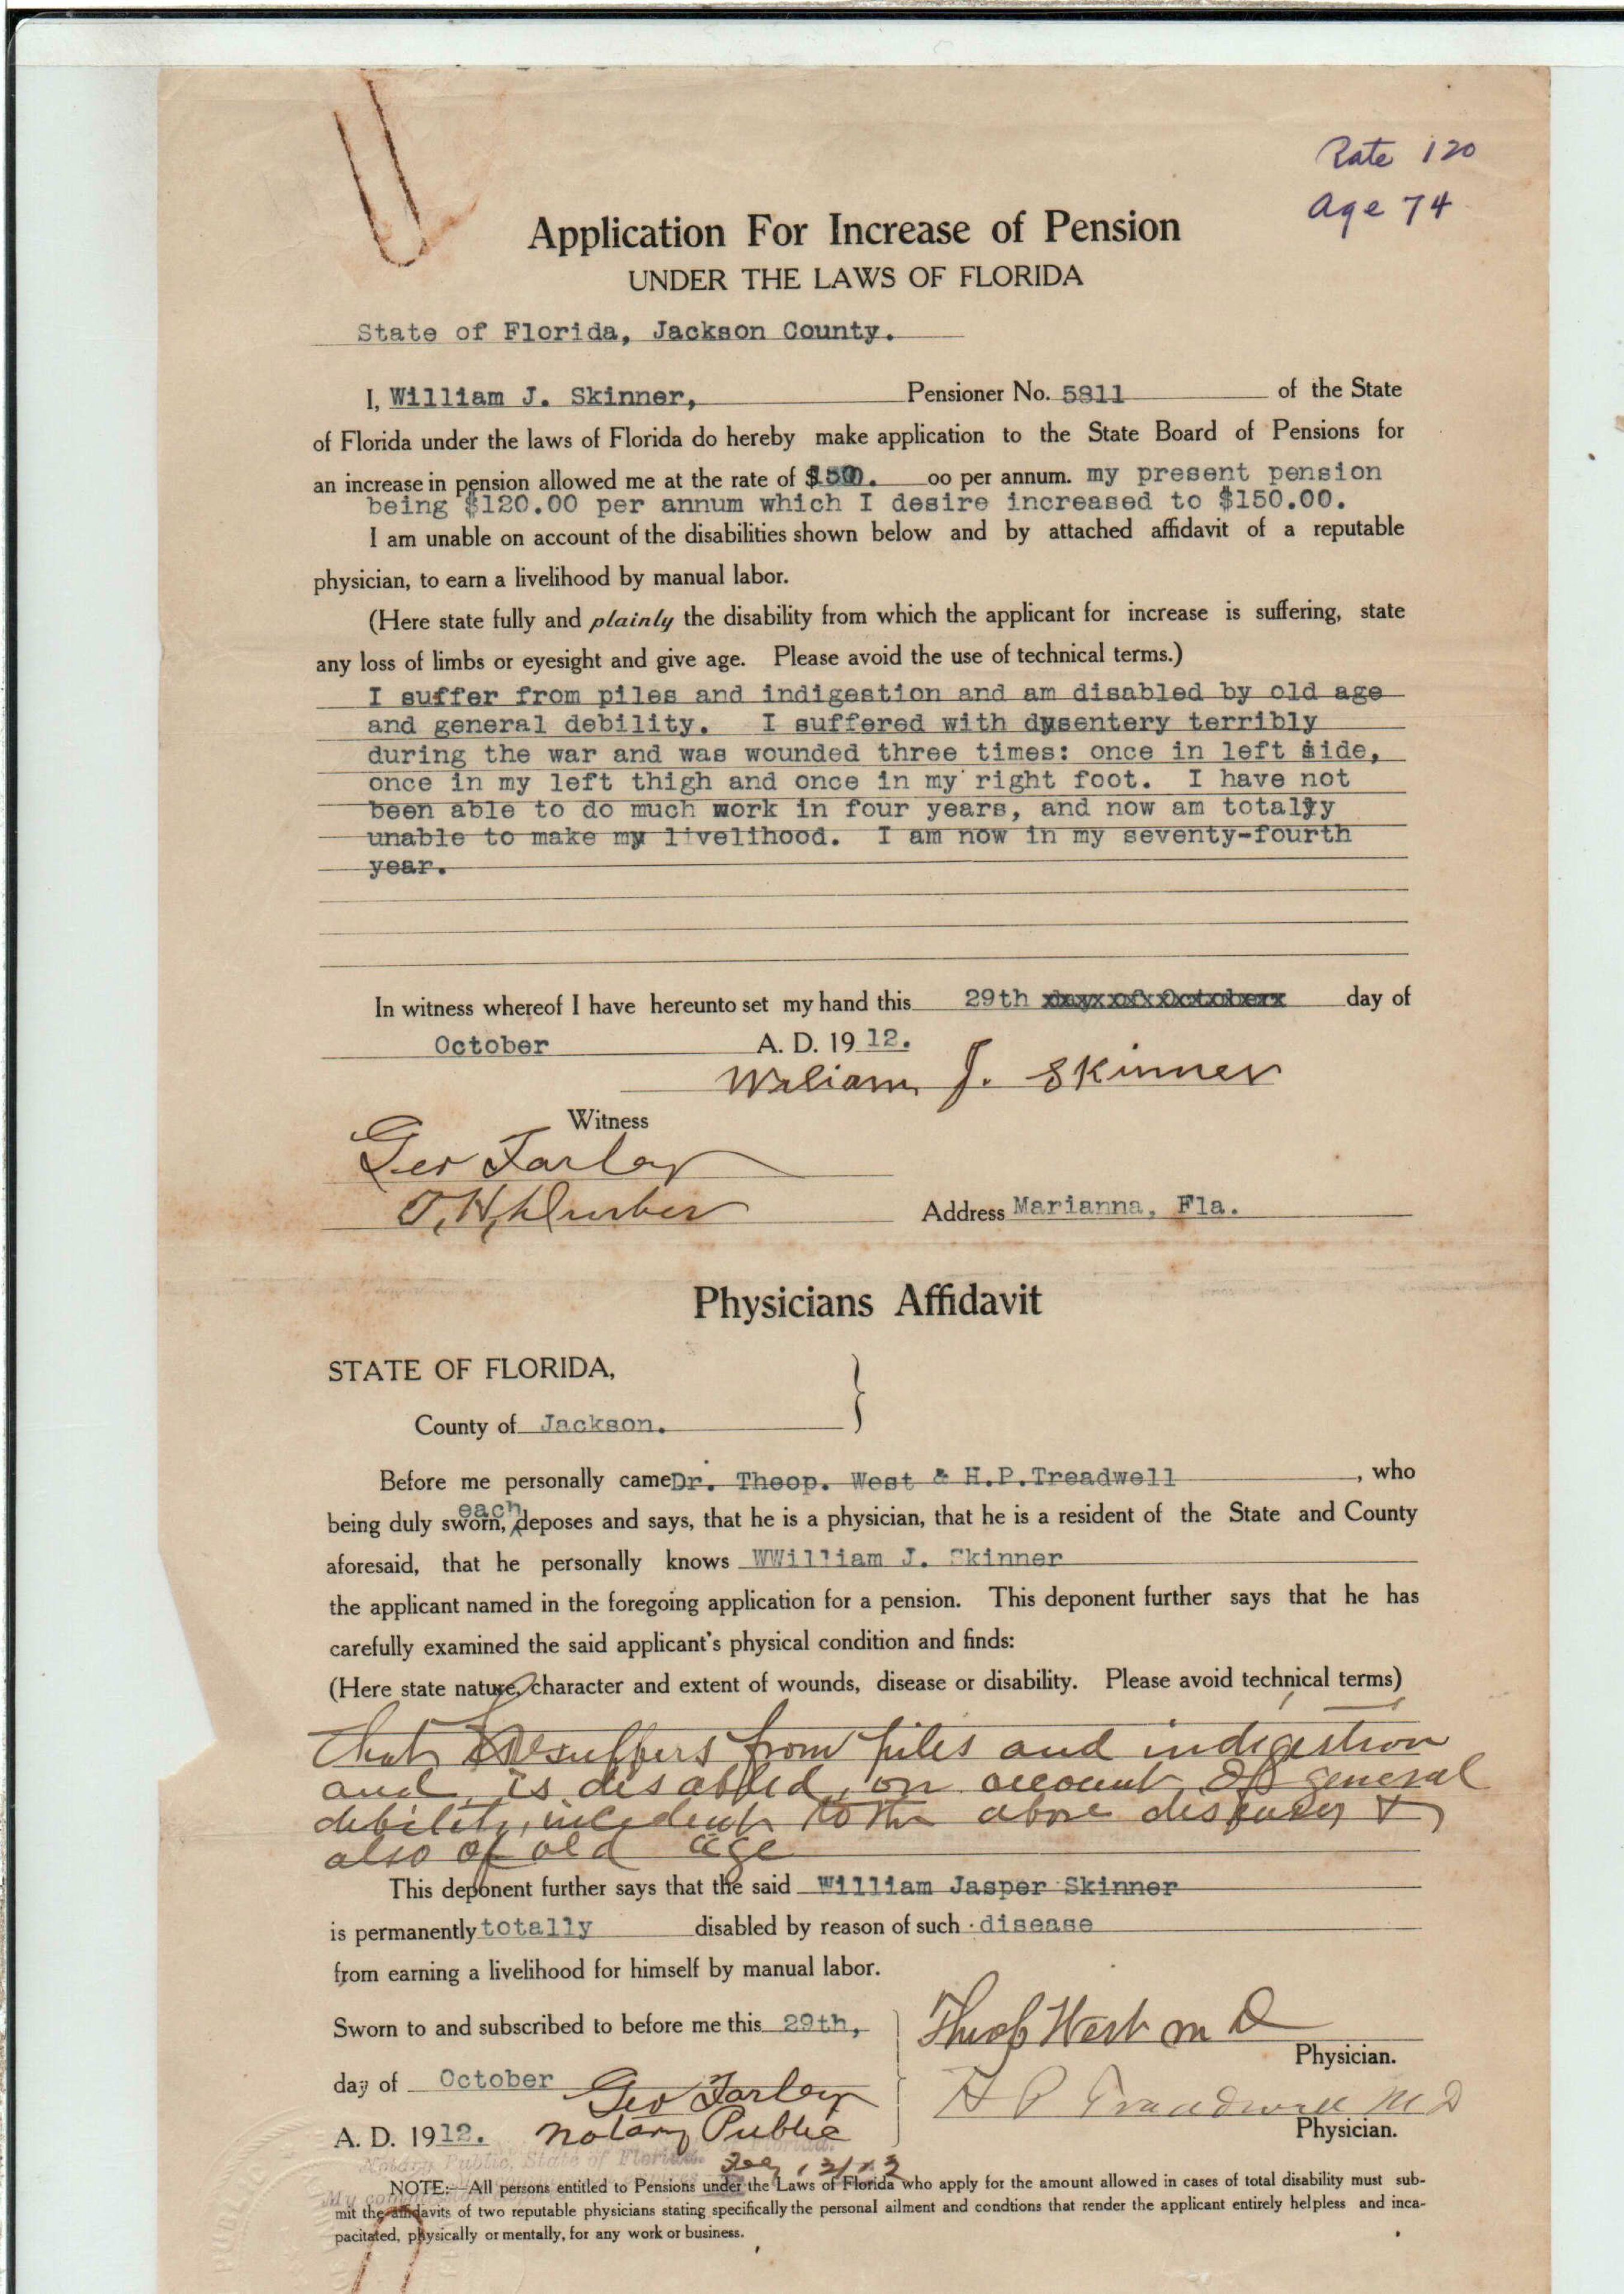 Rate 120
Age 74
Application For Increase of Pension
UNDER THE LAWS OF FLORIDA
State of Florida, Jackson County.
I, William J. Skinner, Pensioner No. 5811 of the State
of Florida under the laws of Florida do hereby make application to the State Board of Pensions for
an increase in pension allowed me at the rate of $150. oo per annum. my present pension
being $120.00 per annum which I desire increased to $150.00.
I am unable on account of the disabilities shown below and by attached affidavit of a reputable
physician, to earn a livelihood by manual labor.
(Here state fully and plainly the disability from which the applicant for increase is suffering, state
any loss of limbs or eyesight and give age. Please avoid the use of technical terms.)
I suffer from piles and indigestion and am disabled by old age
and general debility. I suffered with dysentery terribly
during the war and was wounded three times: once in left side,
once in my left thigh and once in my right foot. I have not
been able to do much work in four years, and now am totally
unable to make my livelihood. I am now in my seventy-fourth
year.
In witness whereof I have hereunto set my hand this 29th day of
October A. D. 19 12.
William J. Skinner
Witness
Geo Farley
T. H.
Address Marianna, Fla.
Physicians Affidavit
STATE OF FLORIDA,
County of Jackson.
Before me personally came Dr. Theop. West & H.P.Treadwell , who
each
being duly sworn, deposes and says, that he is a physician, that he is a resident of the State and County
aforesaid, that he personally knows WWilliam J. Skinner
the applicant named in the foregoing application for a pension. This deponent further says that he has
carefully examined the said applicant's physical condition and finds:
(Here state nature, character and extent of wounds, disease or disability. Please avoid technical terms)
that he suffers from piles and indigestion
and is disabled on account of general
debility, incident to the above diseases &
also of old age
This deponent further says that the said William Jasper Skinner
is permanently totally disabled by reason of such disease
from earning a livelihood for himself by manual labor.
Sworn to and subscribed to before me this 29th,
Theop West M D
Physician.
day of October
Geo Farley
H P Treadwell M D
Physician.
A. D. 1912. Notary Public
Notary Public, State of Florida.
NOTE:—All persons entitled to Pensions under the Laws of Florida who apply for the amount allowed in cases of total disability must sub-
mit the affidavits of two reputable physicians stating specifically the personal ailment and condtions that render the applicant entirely helpless and inca-
pacitated, physically or mentally, for any work or business.